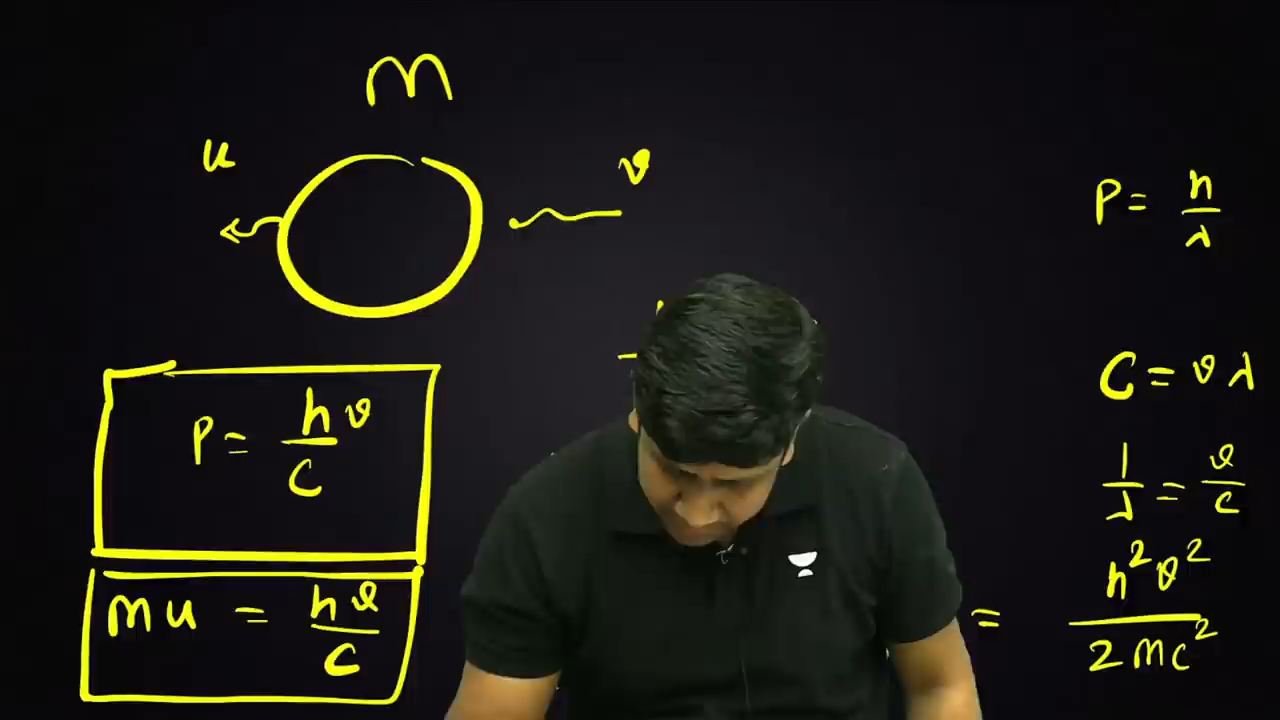 M
u
ν
P = h/λ
C = νλ
P = hν/C
1/λ = ν/c
mu = hν/C
= h²ν²/2mc²